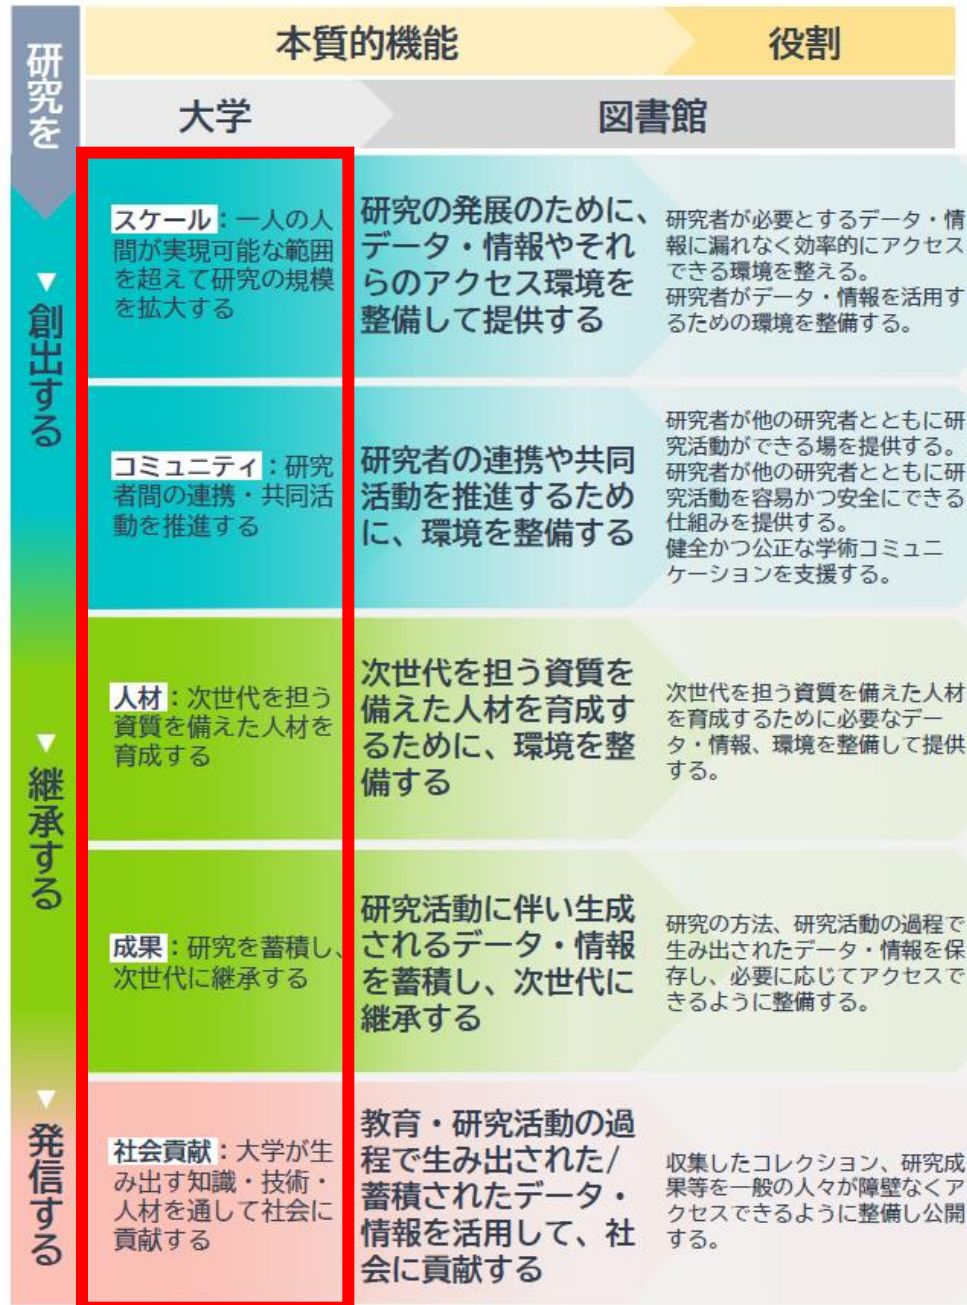 研究を
本質的機能
役割
大学
図書館
▼創出する
スケール：一人の人
間が実現可能な範囲
を超えて研究の規模
を拡大する
研究の発展のために、
データ・情報やそれ
らのアクセス環境を
整備して提供する
研究者が必要とするデータ・情
報に漏れなく効率的にアクセス
できる環境を整える。
研究者がデータ・情報を活用す
るための環境を整備する。
コミュニティ：研究
者間の連携・共同活
動を推進する
研究者の連携や共同
活動を推進するため
に、環境を整備する
研究者が他の研究者とともに研
究活動ができる場を提供する。
研究者が他の研究者とともに研
究活動を容易かつ安全にできる
仕組みを提供する。
健全かつ公正な学術コミュニ
ケーションを支援する。
▼継承する
人材：次世代を担う
資質を備えた人材を
育成する
次世代を担う資質を
備えた人材を育成す
るために、環境を整
備する
次世代を担う資質を備えた人材
を育成するために必要なデー
タ・情報、環境を整備して提供
する。
成果：研究を蓄積し、
次世代に継承する
研究活動に伴い生成
されるデータ・情報
を蓄積し、次世代に
継承する
研究の方法、研究活動の過程で
生み出されたデータ・情報を保
存し、必要に応じてアクセスで
きるように整備する。
▼発信する
社会貢献：大学が生
み出す知識・技術・
人材を通して社会に
貢献する
教育・研究活動の過
程で生み出された/
蓄積されたデータ・
情報を活用して、社
会に貢献する
収集したコレクション、研究成
果等を一般の人々が障壁なくア
クセスできるように整備し公開
する。